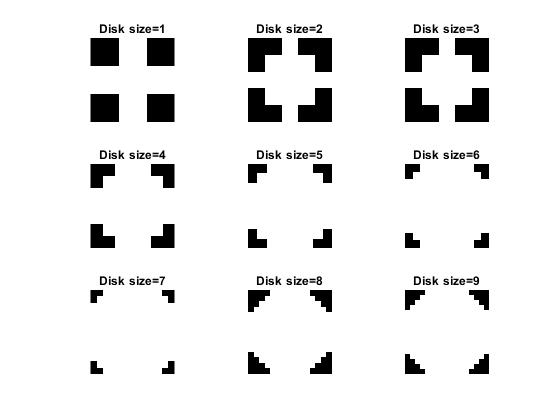 Disk size=1
Disk size=2
Disk size=3
Disk size=4
Disk size=5
Disk size=6
Disk size=7
Disk size=8
Disk size=9